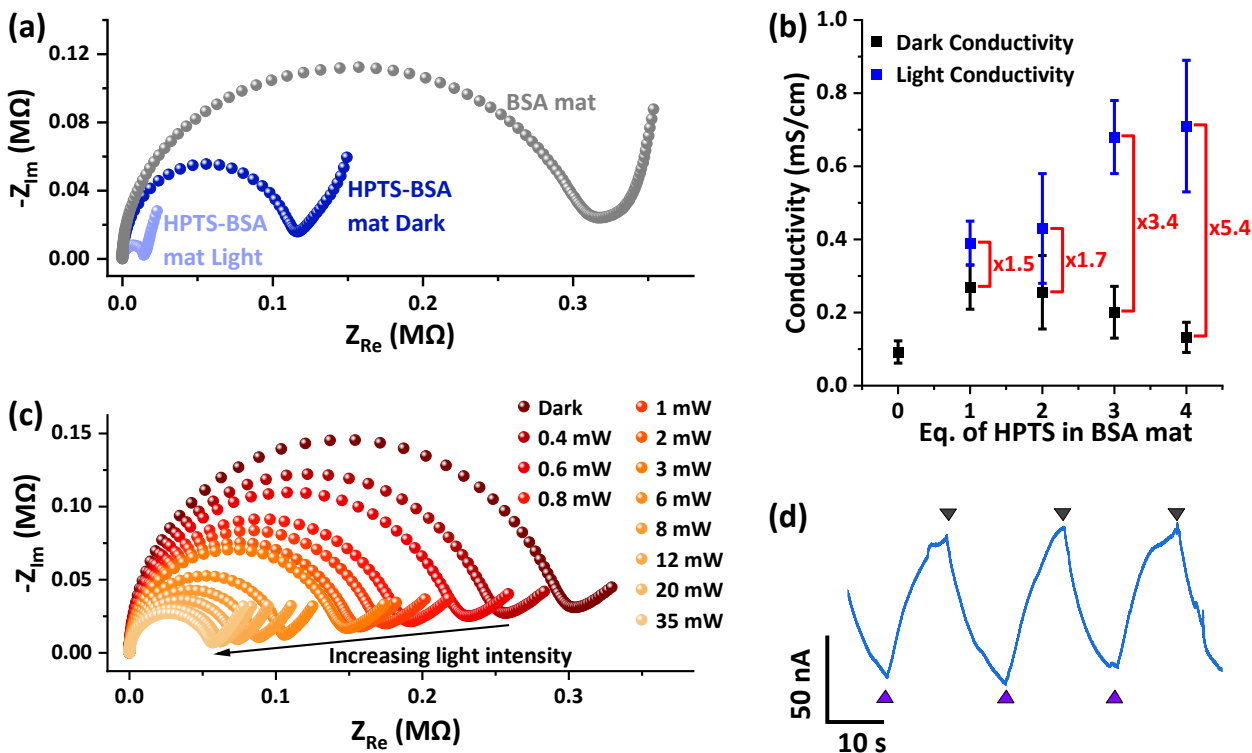 (a)
0.12
0.08
0.04
0.00
-Z_Im (MΩ)
BSA mat
HPTS-BSA
mat Dark
HPTS-BSA
mat Light
0.0
0.1
0.2
0.3
Z_Re (MΩ)
(b)
1.0
0.8
0.6
0.4
0.2
0.0
Conductivity (mS/cm)
Dark Conductivity
Light Conductivity
x1.5
x1.7
x3.4
x5.4
0
1
2
3
4
Eq. of HPTS in BSA mat
(c)
0.15
0.10
0.05
0.00
-Z_Im (MΩ)
Dark
0.4 mW
0.6 mW
0.8 mW
1 mW
2 mW
3 mW
6 mW
8 mW
12 mW
20 mW
35 mW
Increasing light intensity
0.0
0.1
0.2
0.3
Z_Re (MΩ)
(d)
50 nA
10 s